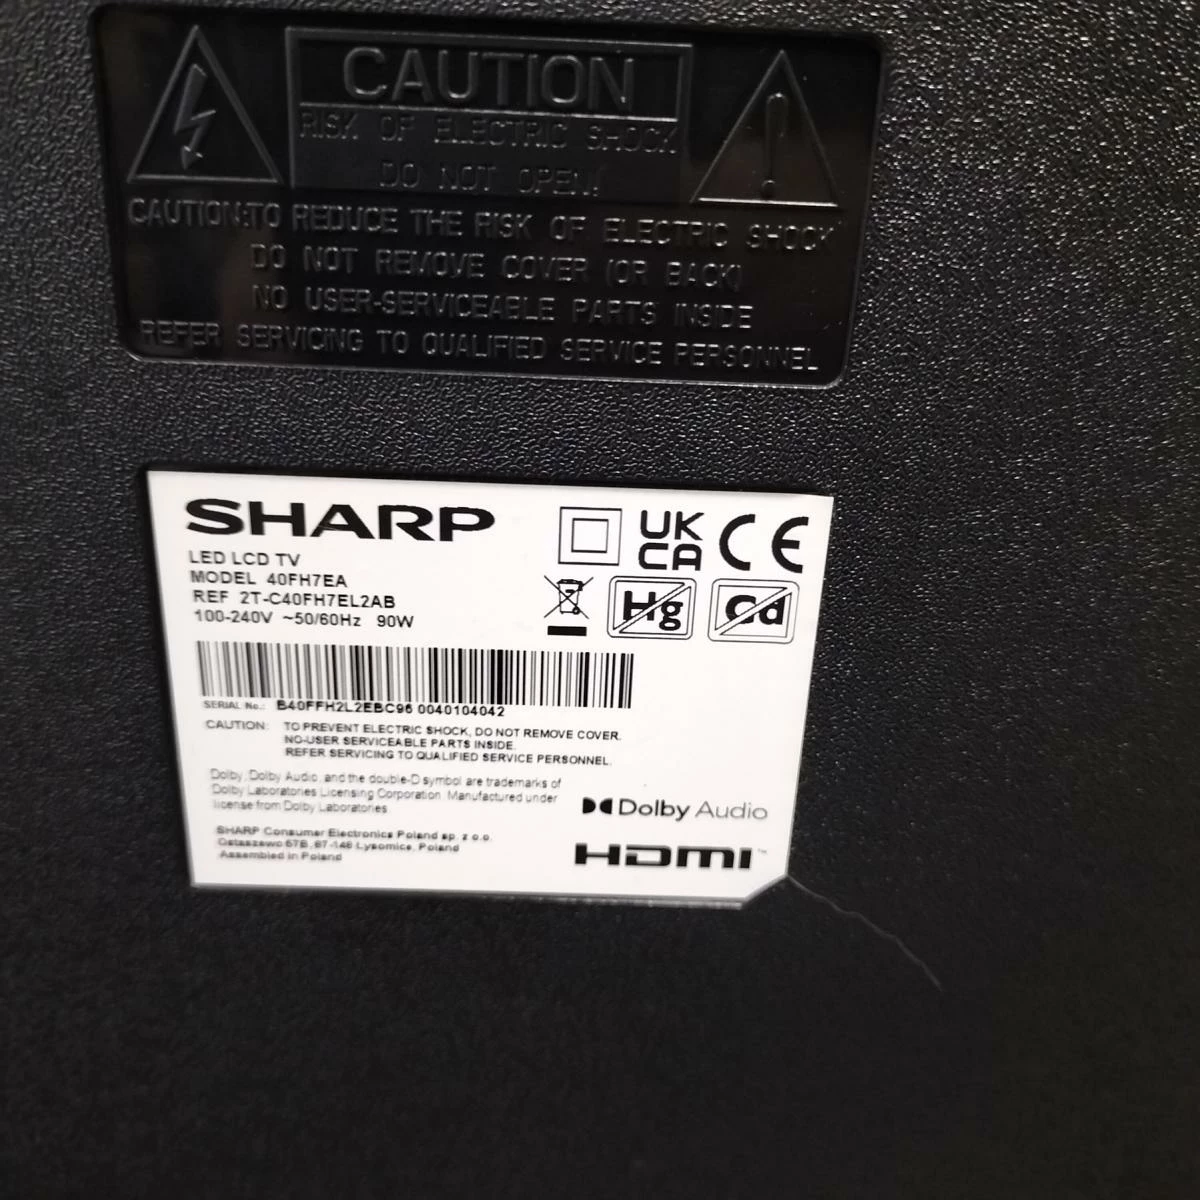 CAUTION
RISK OF ELECTRIC SHOCK
DO NOT OPEN!
CAUTION:TO REDUCE THE RISK OF ELECTRIC SHOCK
DO NOT REMOVE COVER (OR BACK)
NO USER-SERVICEABLE PARTS INSIDE
REFER SERVICING TO QUALIFIED SERVICE PERSONNEL
SHARP
LED LCD TV
MODEL 40FH7EA
REF 2T-C40FH7EL2AB
100-240V ~50/60Hz 90W
UK
CA
CE
Hg
Cd
SERIAL No.: B40FFH2L2EBC96 0040104042
CAUTION: TO PREVENT ELECTRIC SHOCK, DO NOT REMOVE COVER.
NO-USER SERVICEABLE PARTS INSIDE.
REFER SERVICING TO QUALIFIED SERVICE PERSONNEL.
Dolby, Dolby Audio, and the double-D symbol are trademarks of
Dolby Laboratories Licensing Corporation. Manufactured under
license from Dolby Laboratories.
Dolby Audio
SHARP Consumer Electronics Poland sp. z o.o.
Ostaszewo 57B, 87-148 Lysomice, Poland
Assembled in Poland
HDMI™